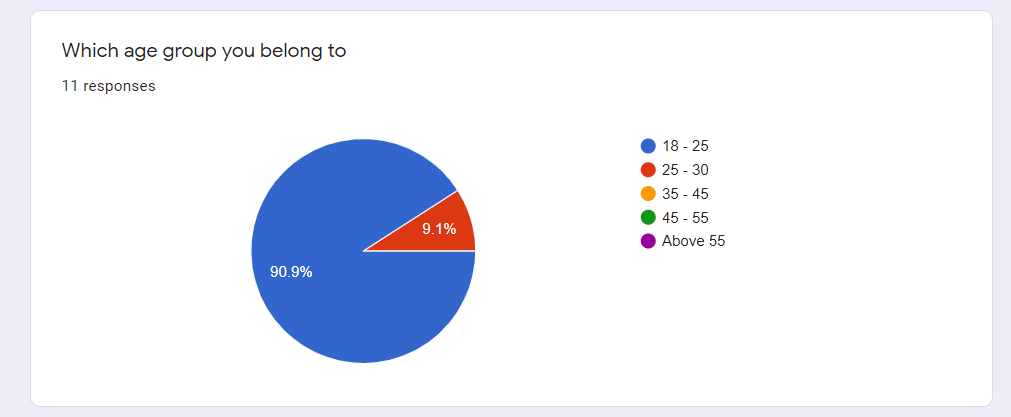 Which age group you belong to
11 responses
18 - 25
25 - 30
35 - 45
45 - 55
Above 55
9.1%
90.9%